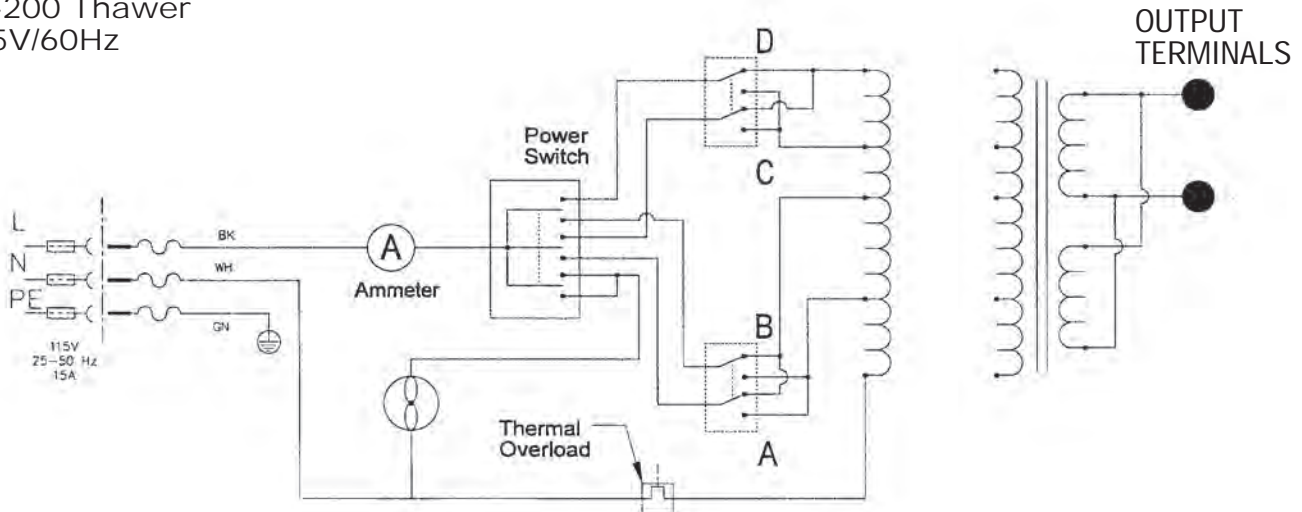 -200 Thawer
5V/60Hz
OUTPUT
TERMINALS
D
Power
Switch
C
L
BK
A
N
WH
Ammeter
PE
GN
B
115V
25-50 Hz
15A
Thermal
Overload
A